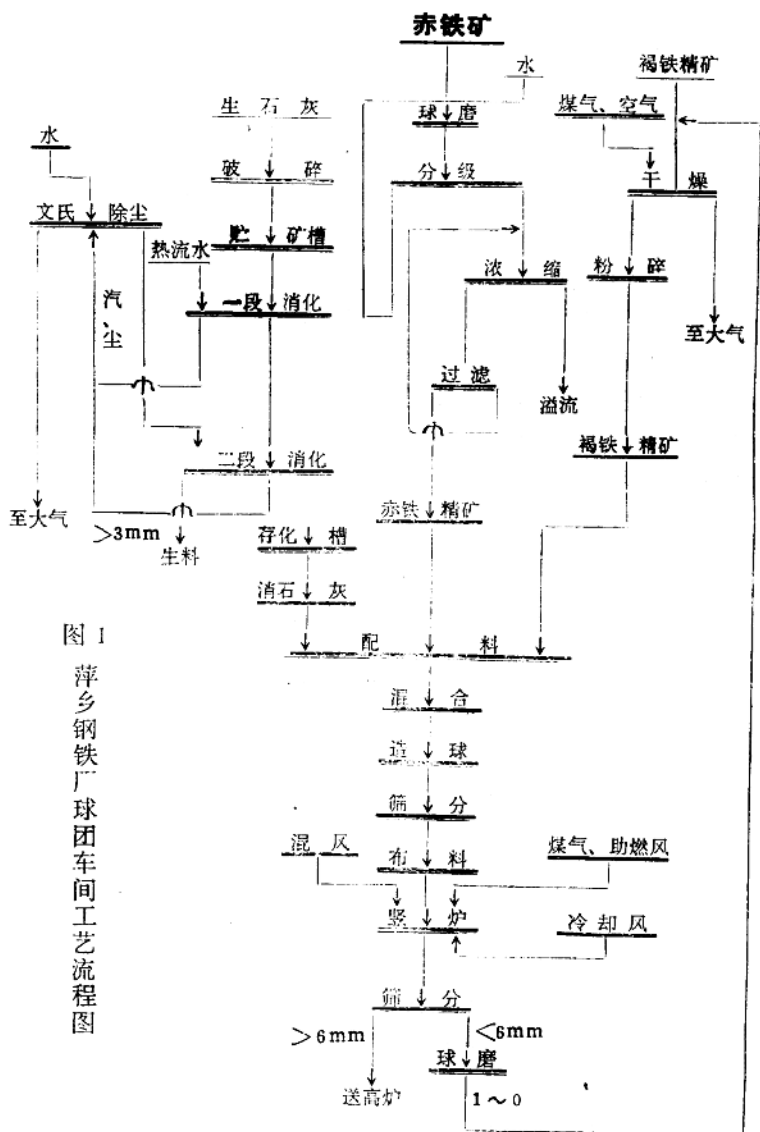 赤铁矿
水
褐铁精矿
生石灰
煤气、空气
球磨
水
破碎
分级
干燥
文氏除尘
贮矿槽
热流水
浓缩
粉碎
汽、尘
一段消化
至大气
过滤
溢流
褐铁精矿
二段消化
至大气
>3mm
生料
赤铁精矿
存化槽
消石灰
配料
混合
造球
筛分
混风
布料
煤气、助燃风
竖炉
冷却风
筛分
>6mm
<6mm
球磨
送高炉
1～0
图 1
萍乡钢铁厂球团车间工艺流程图